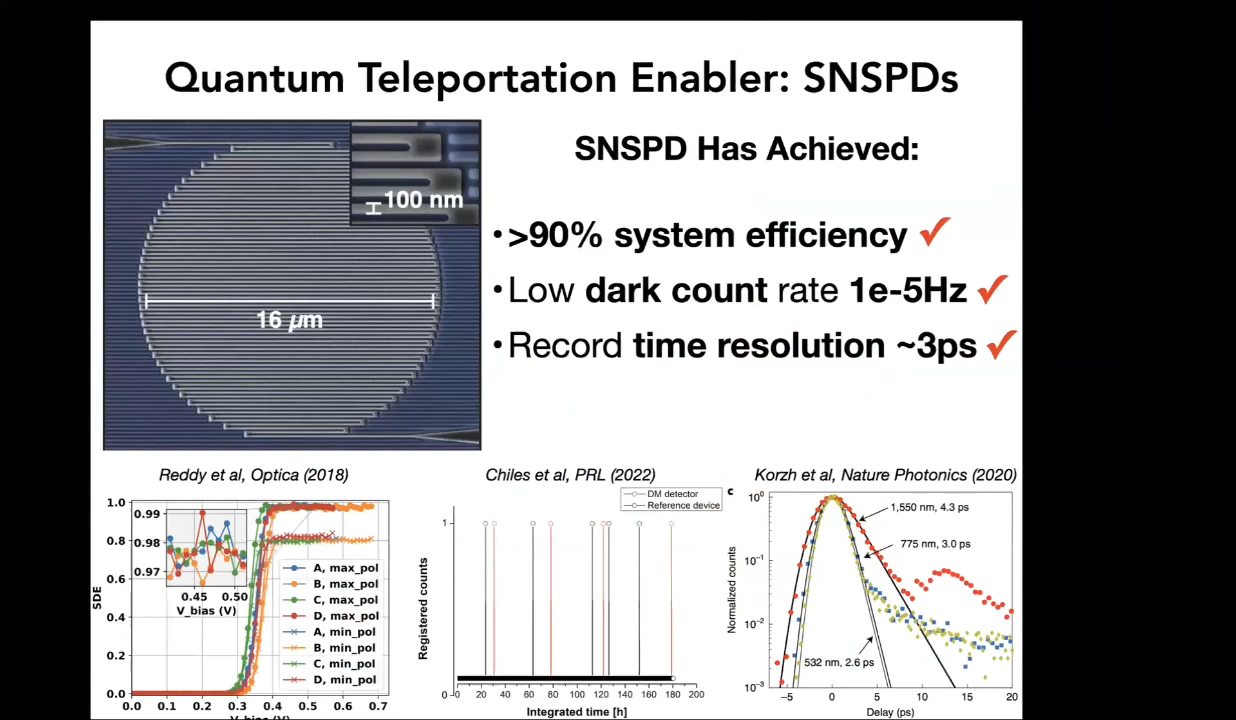 Quantum Teleportation Enabler: SNSPDs
100 nm
16 μm
SNSPD Has Achieved:
•>90% system efficiency ✓
•Low dark count rate 1e-5Hz ✓
•Record time resolution ~3ps ✓
Reddy et al, Optica (2018)
1.0
0.8
0.6
0.4
0.2
0.0
SDE
0.99
0.98
0.97
0.45 0.50
V_bias (V)
A, max_pol
B, max_pol
C, max_pol
D, max_pol
A, min_pol
B, min_pol
C, min_pol
D, min_pol
0.0 0.1 0.2 0.3 0.4 0.5 0.6 0.7
V_bias (V)
Chiles et al, PRL (2022)
DM detector
Reference device
Registered counts
1
0
0 20 40 60 80 100 120 140 160 180 200
Integrated time [h]
Korzh et al, Nature Photonics (2020)
c
Normalized counts
10⁰
10⁻¹
10⁻²
10⁻³
1,550 nm, 4.3 ps
775 nm, 3.0 ps
532 nm, 2.6 ps
−5 0 5 10 15 20
Delay (ps)